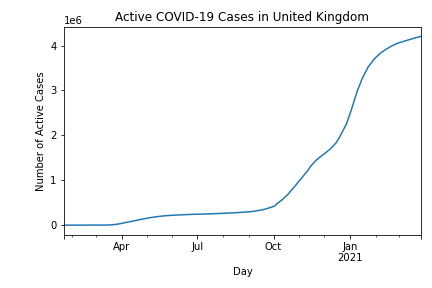 Active COVID-19 Cases in United Kingdom
1e6
4
3
2
1
0
Number of Active Cases
Apr
Jul
Oct
Jan
2021
Day